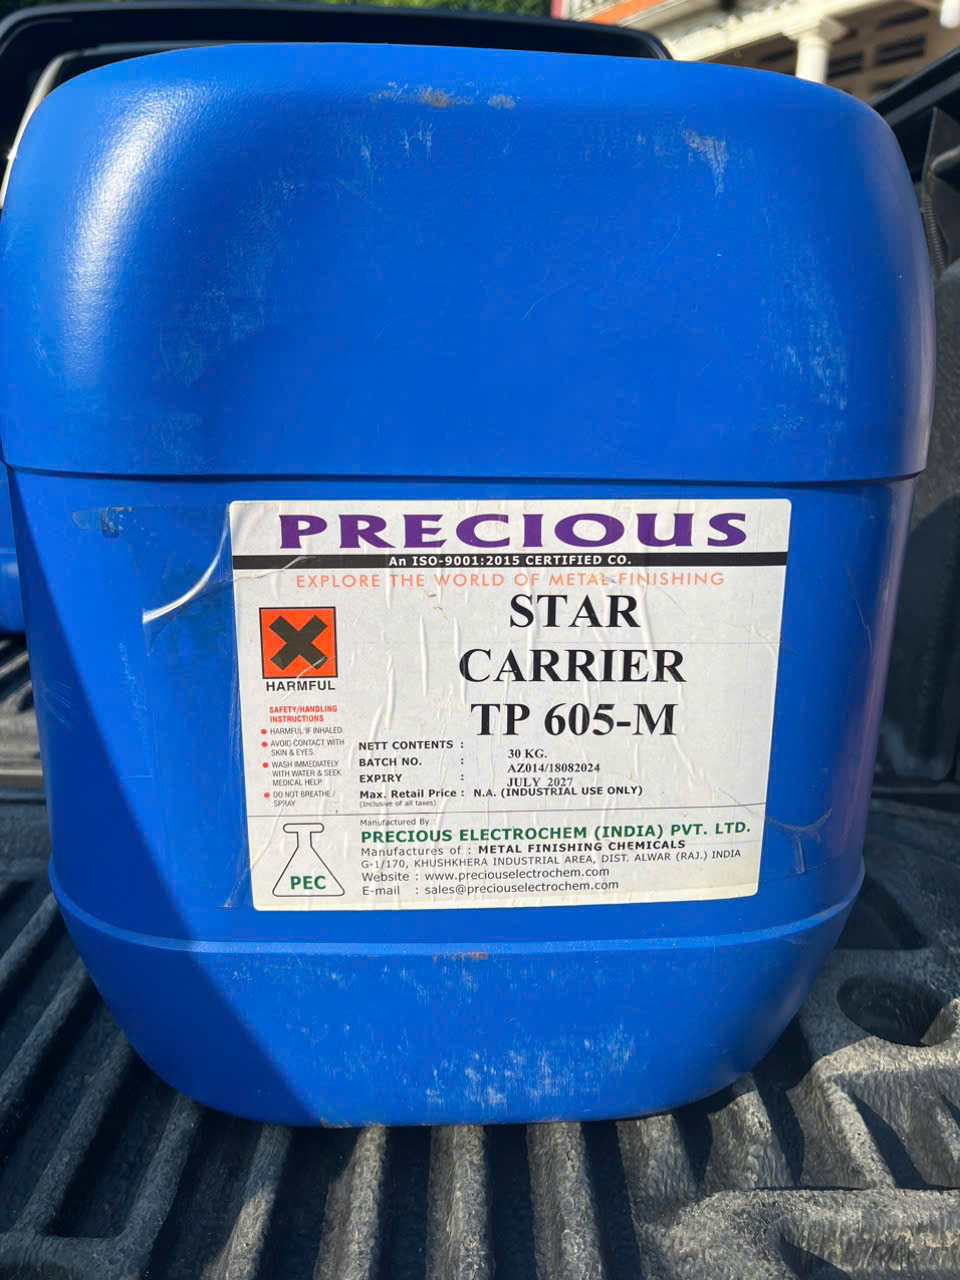 PRECIOUS
An ISO-9001:2015 CERTIFIED CO.
EXPLORE THE WORLD OF METAL FINISHING
STAR
CARRIER
TP 605-M
HARMFUL
SAFETY/HANDLING
INSTRUCTIONS
HARMFUL IF INHALED
AVOID CONTACT WITH
SKIN & EYES
WASH IMMEDIATELY
WITH WATER & SEEK
MEDICAL HELP
DO NOT BREATHE /
SPRAY
NETT CONTENTS : 30 KG.
BATCH NO. : AZ014/18082024
EXPIRY : JULY 2027
Max. Retail Price : N.A. (INDUSTRIAL USE ONLY)
(Inclusive of all taxes)
PEC
Manufactured By :
PRECIOUS ELECTROCHEM (INDIA) PVT. LTD.
Manufactures of : METAL FINISHING CHEMICALS
G-1/170, KHUSHKHERA INDUSTRIAL AREA, DIST. ALWAR (RAJ.) INDIA
Website : www.preciouselectrochem.com
E-mail : sales@preciouselectrochem.com